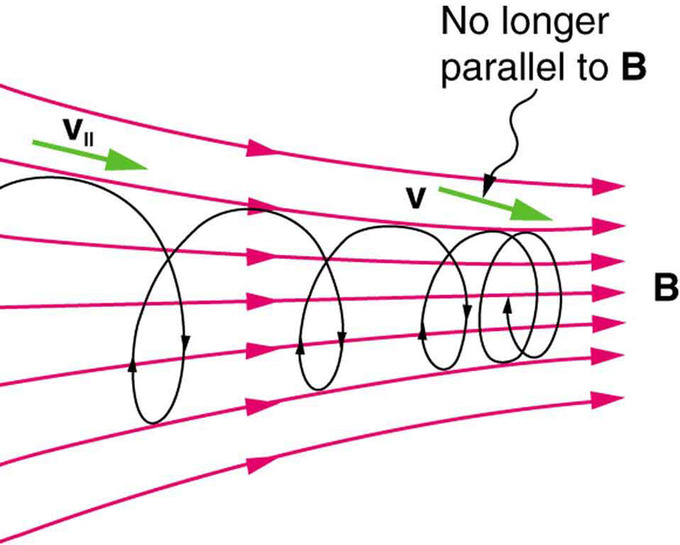 No longer
parallel to B
v||
v
B